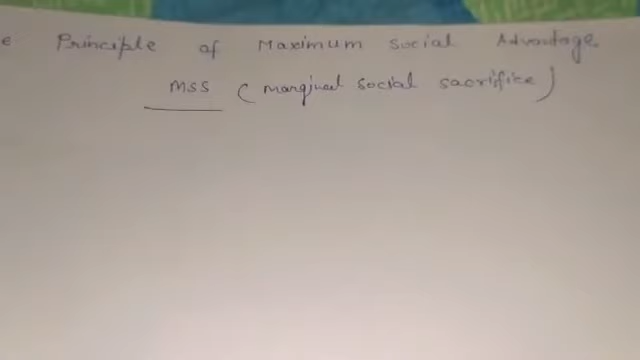 e Principle of Maximum Social Advantage.
MSS (marginal social sacrifice)